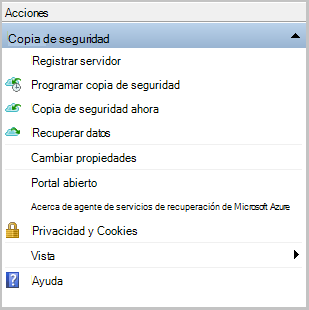 Acciones
Copia de seguridad
Registrar servidor
Programar copia de seguridad
Copia de seguridad ahora
Recuperar datos
Cambiar propiedades
Portal abierto
Acerca de agente de servicios de recuperación de Microsoft Azure
Privacidad y Cookies
Vista
Ayuda